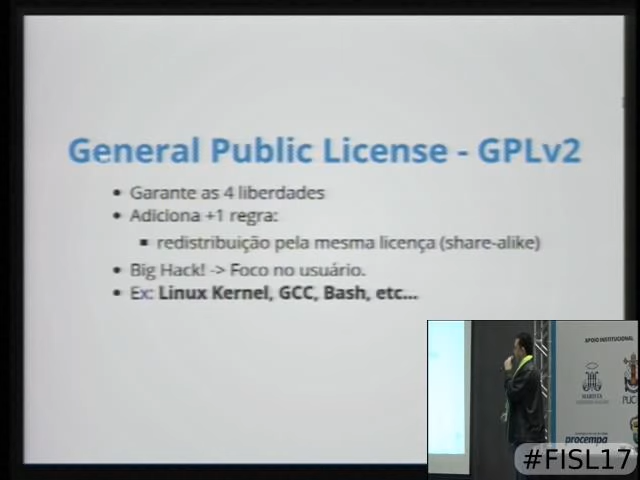 General Public License - GPLv2
• Garante as 4 liberdades
• Adiciona +1 regra:
▪ redistribuição pela mesma licença (share-alike)
• Big Hack! -> Foco no usuário.
• Ex: Linux Kernel, GCC, Bash, etc...
APOIO INSTITUCIONAL
MARISTA
PUC
procempa
#FISL17